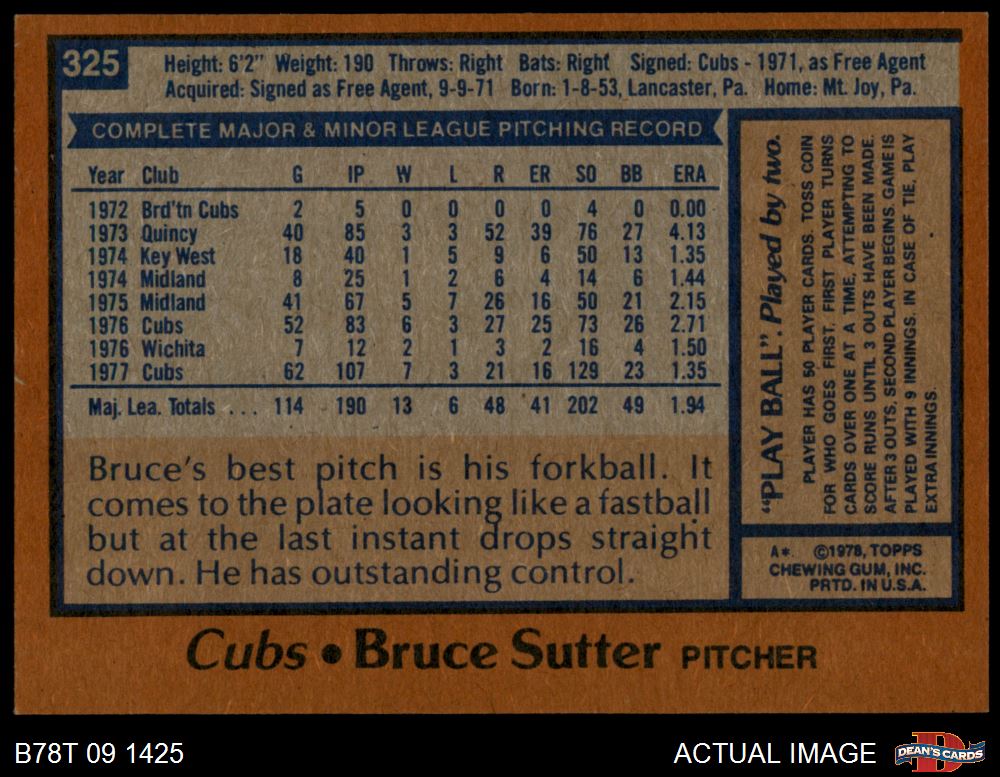 325
Height: 6'2" Weight: 190 Throws: Right Bats: Right Signed: Cubs - 1971, as Free Agent
Acquired: Signed as Free Agent, 9-9-71 Born: 1-8-53, Lancaster, Pa. Home: Mt. Joy, Pa.
COMPLETE MAJOR & MINOR LEAGUE PITCHING RECORD
Year Club G IP W L R ER SO BB ERA
1972 Brd'tn Cubs 2 5 0 0 0 0 4 0 0.00
1973 Quincy 40 85 3 3 52 39 76 27 4.13
1974 Key West 18 40 1 5 9 6 50 13 1.35
1974 Midland 8 25 1 2 6 4 14 6 1.44
1975 Midland 41 67 5 7 26 16 50 21 2.15
1976 Cubs 52 83 6 3 27 25 73 26 2.71
1976 Wichita 7 12 2 1 3 2 16 4 1.50
1977 Cubs 62 107 7 3 21 16 129 23 1.35
Maj. Lea. Totals ... 114 190 13 6 48 41 202 49 1.94
Bruce's best pitch is his forkball. It
comes to the plate looking like a fastball
but at the last instant drops straight
down. He has outstanding control.
"PLAY BALL". Played by two.
PLAYER HAS 50 PLAYER CARDS. TOSS COIN
FOR WHO GOES FIRST. FIRST PLAYER TURNS
CARDS OVER ONE AT A TIME, ATTEMPTING TO
SCORE RUNS UNTIL 3 OUTS HAVE BEEN MADE.
AFTER 3 OUTS, SECOND PLAYER BEGINS. GAME IS
PLAYED WITH 9 INNINGS. IN CASE OF TIE, PLAY
EXTRA INNINGS.
A*. ©1978, TOPPS
CHEWING GUM, INC.
PRTD. IN U.S.A.
Cubs • Bruce Sutter PITCHER
B78T 09 1425
ACTUAL IMAGE
DEAN'S CARDS